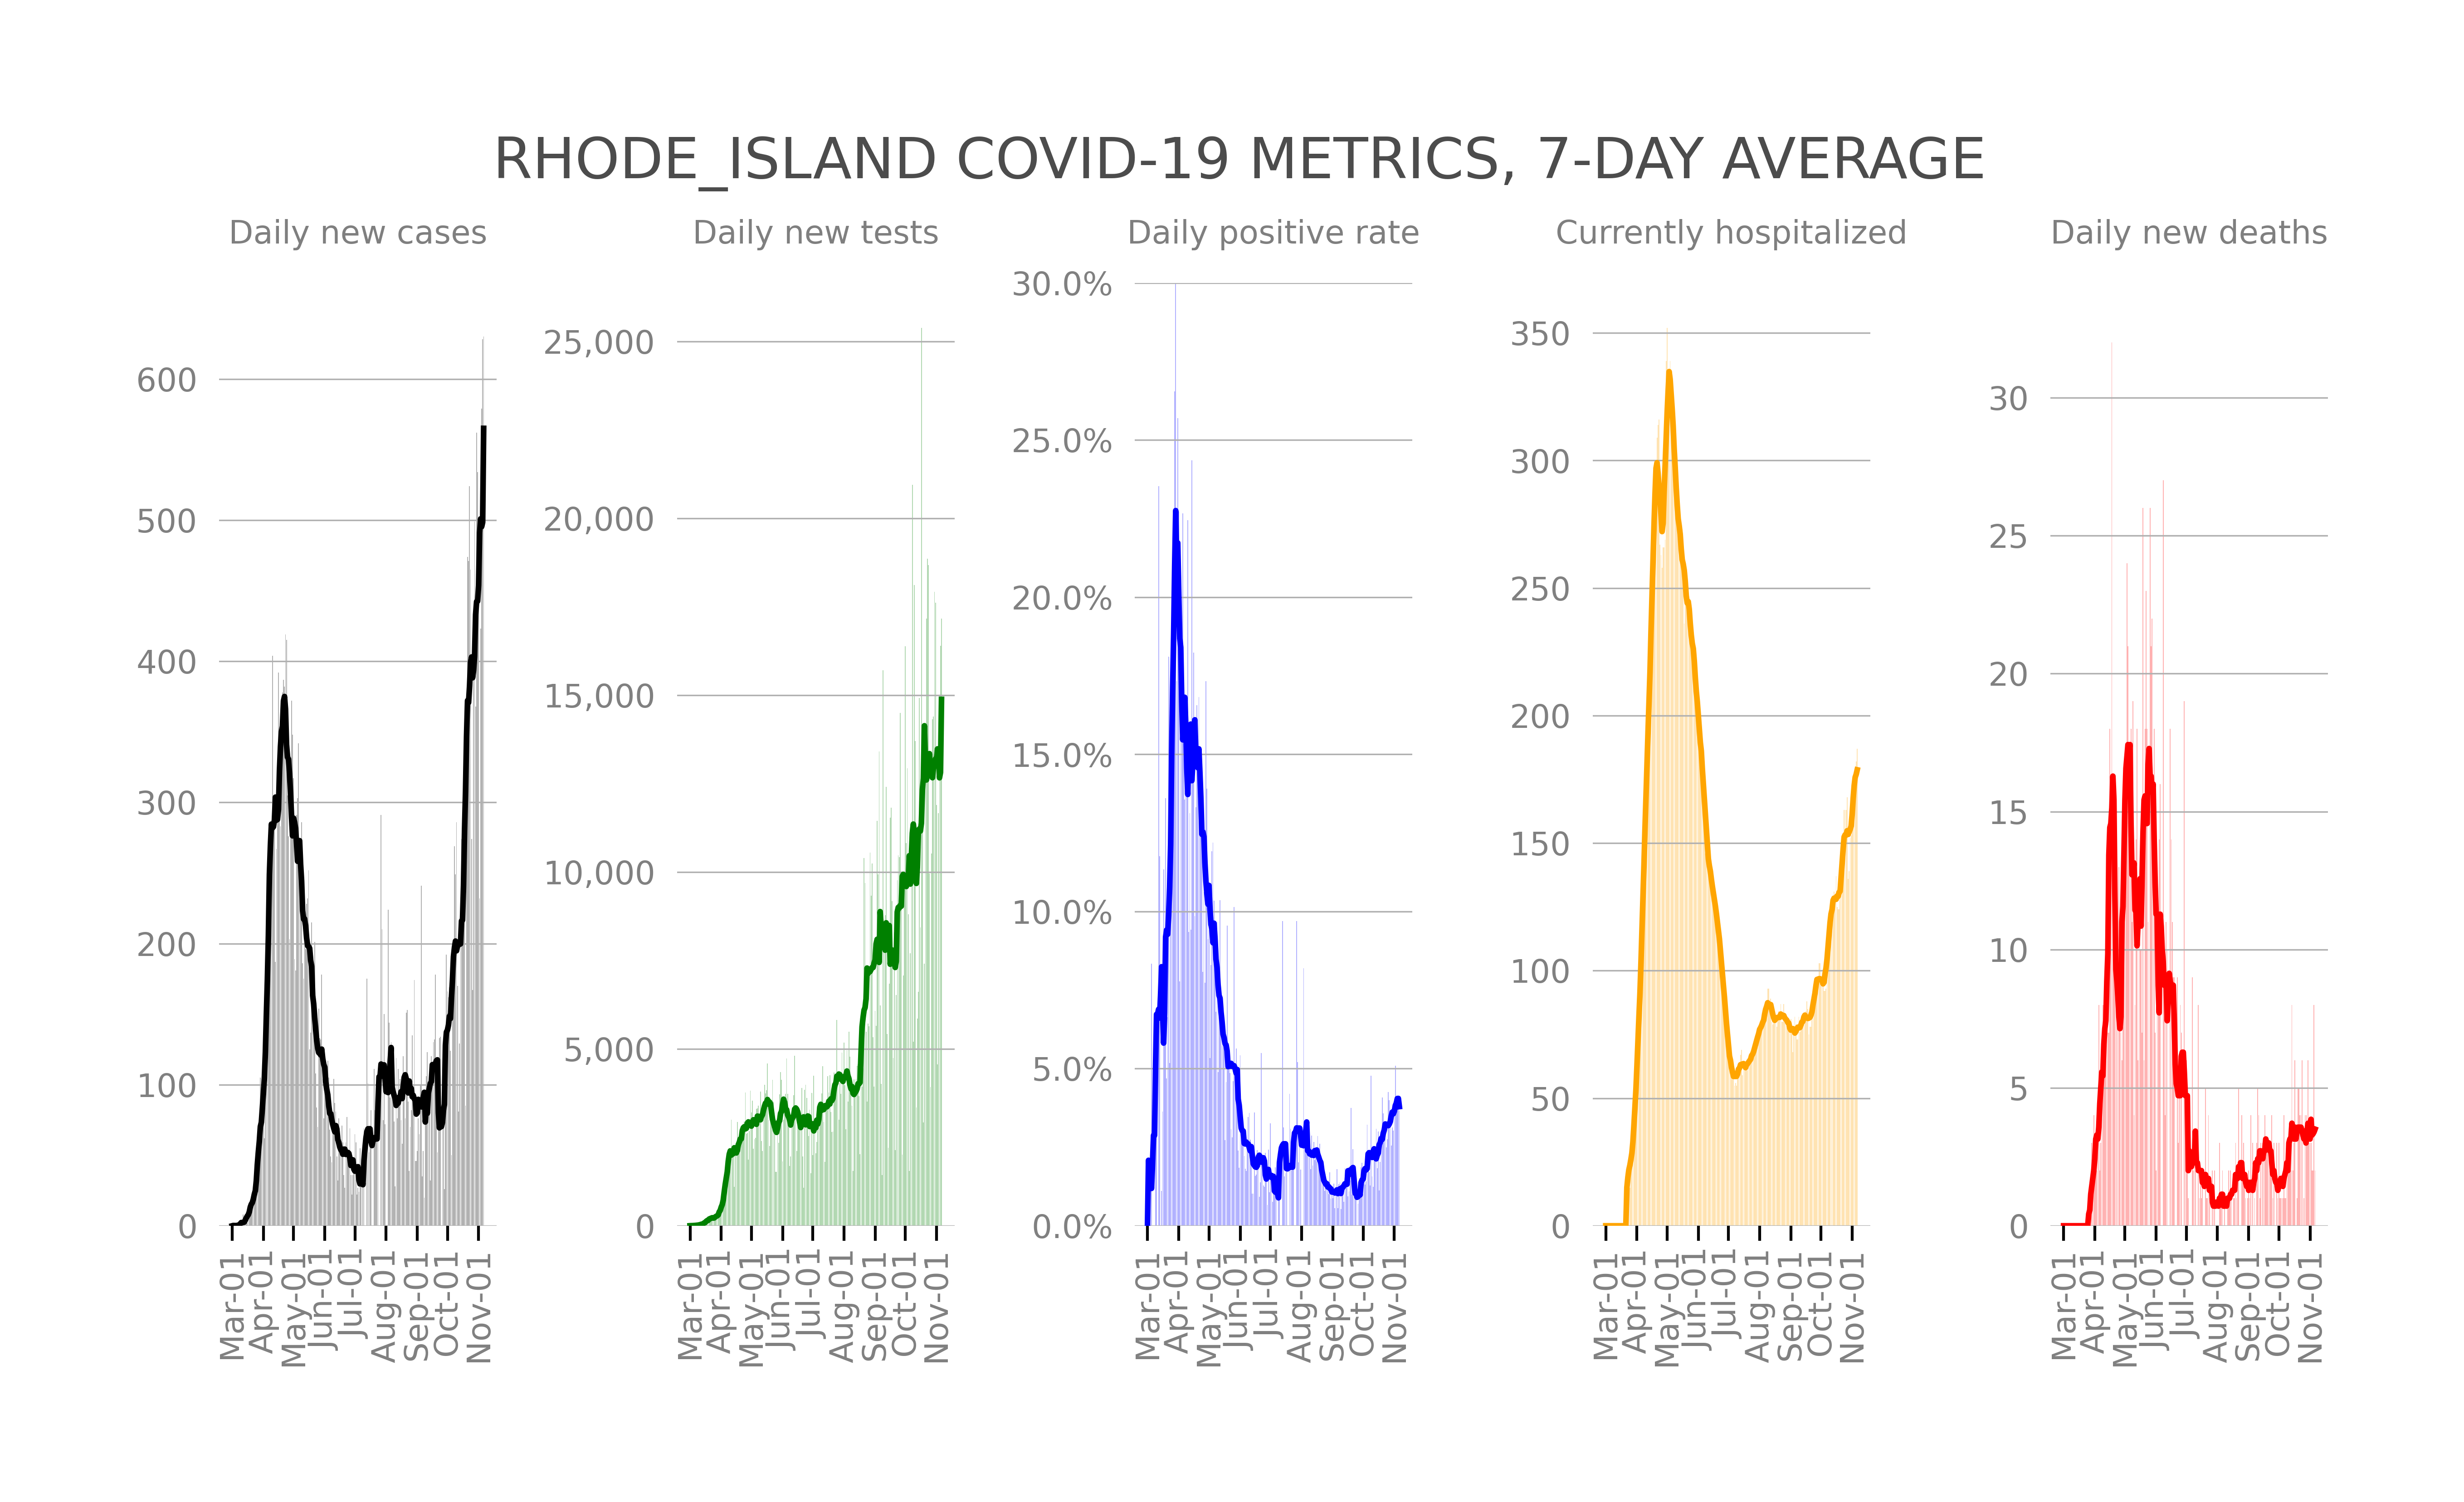 RHODE_ISLAND COVID-19 METRICS, 7-DAY AVERAGE
Daily new cases
600
500
400
300
200
100
0
Mar-01
Apr-01
May-01
Jun-01
Jul-01
Aug-01
Sep-01
Oct-01
Nov-01
Daily new tests
25,000
20,000
15,000
10,000
5,000
0
Mar-01
Apr-01
May-01
Jun-01
Jul-01
Aug-01
Sep-01
Oct-01
Nov-01
Daily positive rate
30.0%
25.0%
20.0%
15.0%
10.0%
5.0%
0.0%
Mar-01
Apr-01
May-01
Jun-01
Jul-01
Aug-01
Sep-01
Oct-01
Nov-01
Currently hospitalized
350
300
250
200
150
100
50
0
Mar-01
Apr-01
May-01
Jun-01
Jul-01
Aug-01
Sep-01
Oct-01
Nov-01
Daily new deaths
30
25
20
15
10
5
0
Mar-01
Apr-01
May-01
Jun-01
Jul-01
Aug-01
Sep-01
Oct-01
Nov-01